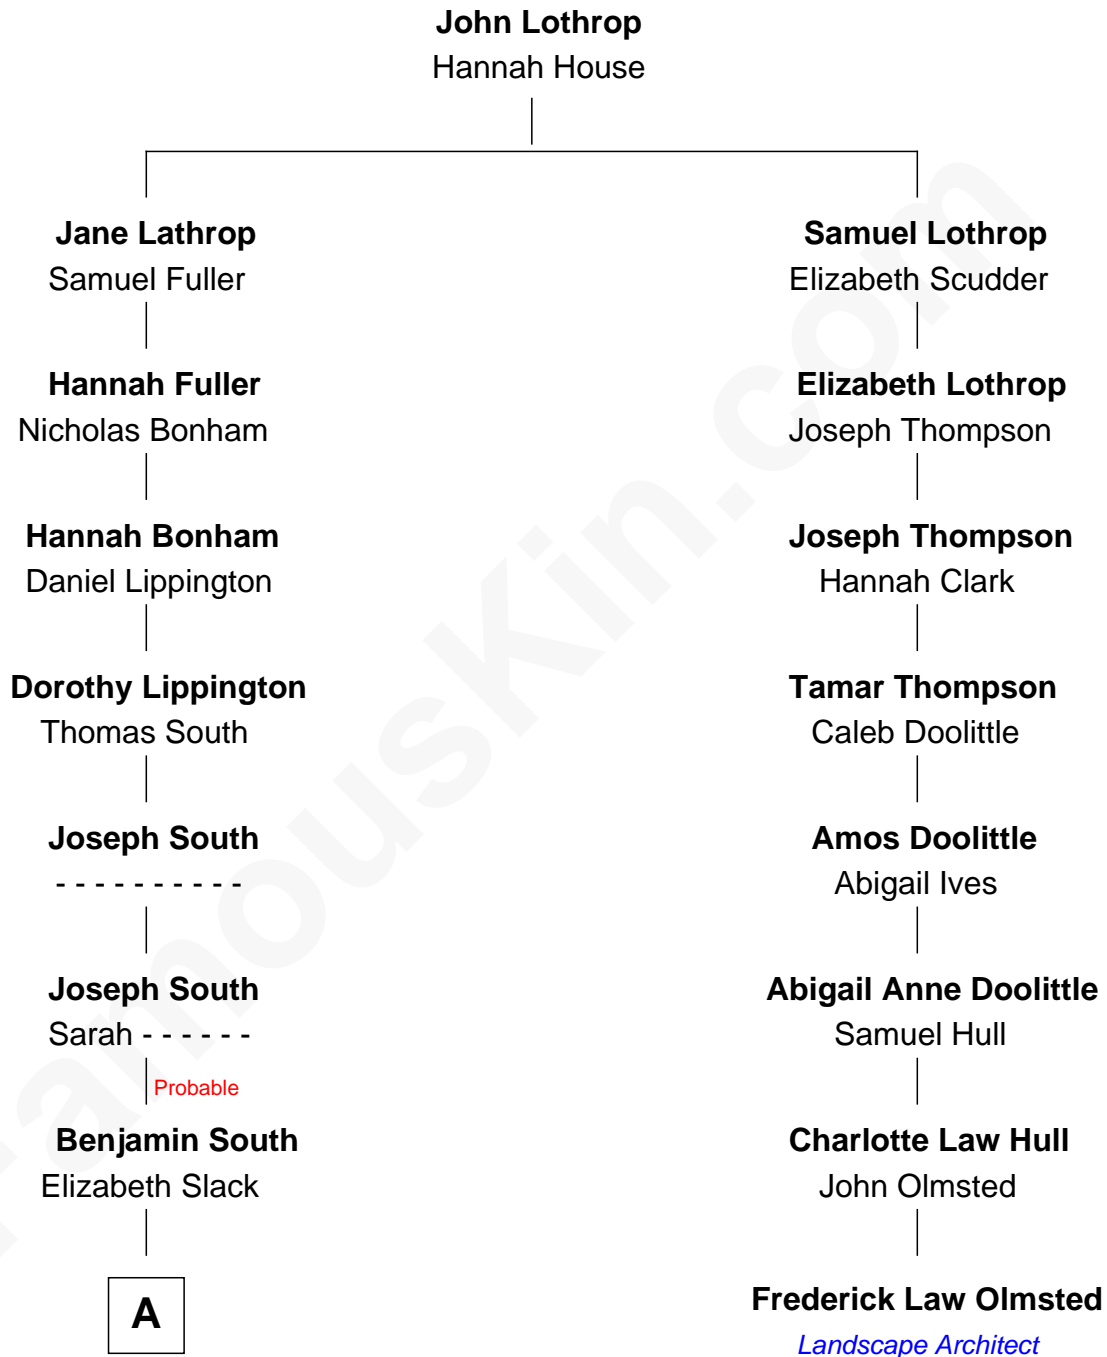 John Lothrop
Hannah House
Jane Lathrop
Samuel Fuller
Samuel Lothrop
Elizabeth Scudder
Hannah Fuller
Nicholas Bonham
Elizabeth Lothrop
Joseph Thompson
Hannah Bonham
Daniel Lippington
Joseph Thompson
Hannah Clark
Dorothy Lippington
Thomas South
Tamar Thompson
Caleb Doolittle
Joseph South
- - - - - - - - - -
Amos Doolittle
Abigail Ives
Joseph South
Sarah - - - - - -
Abigail Anne Doolittle
Samuel Hull
Probable
Benjamin South
Elizabeth Slack
Charlotte Law Hull
John Olmsted
A
Frederick Law Olmsted
Landscape Architect
FamousKin.com